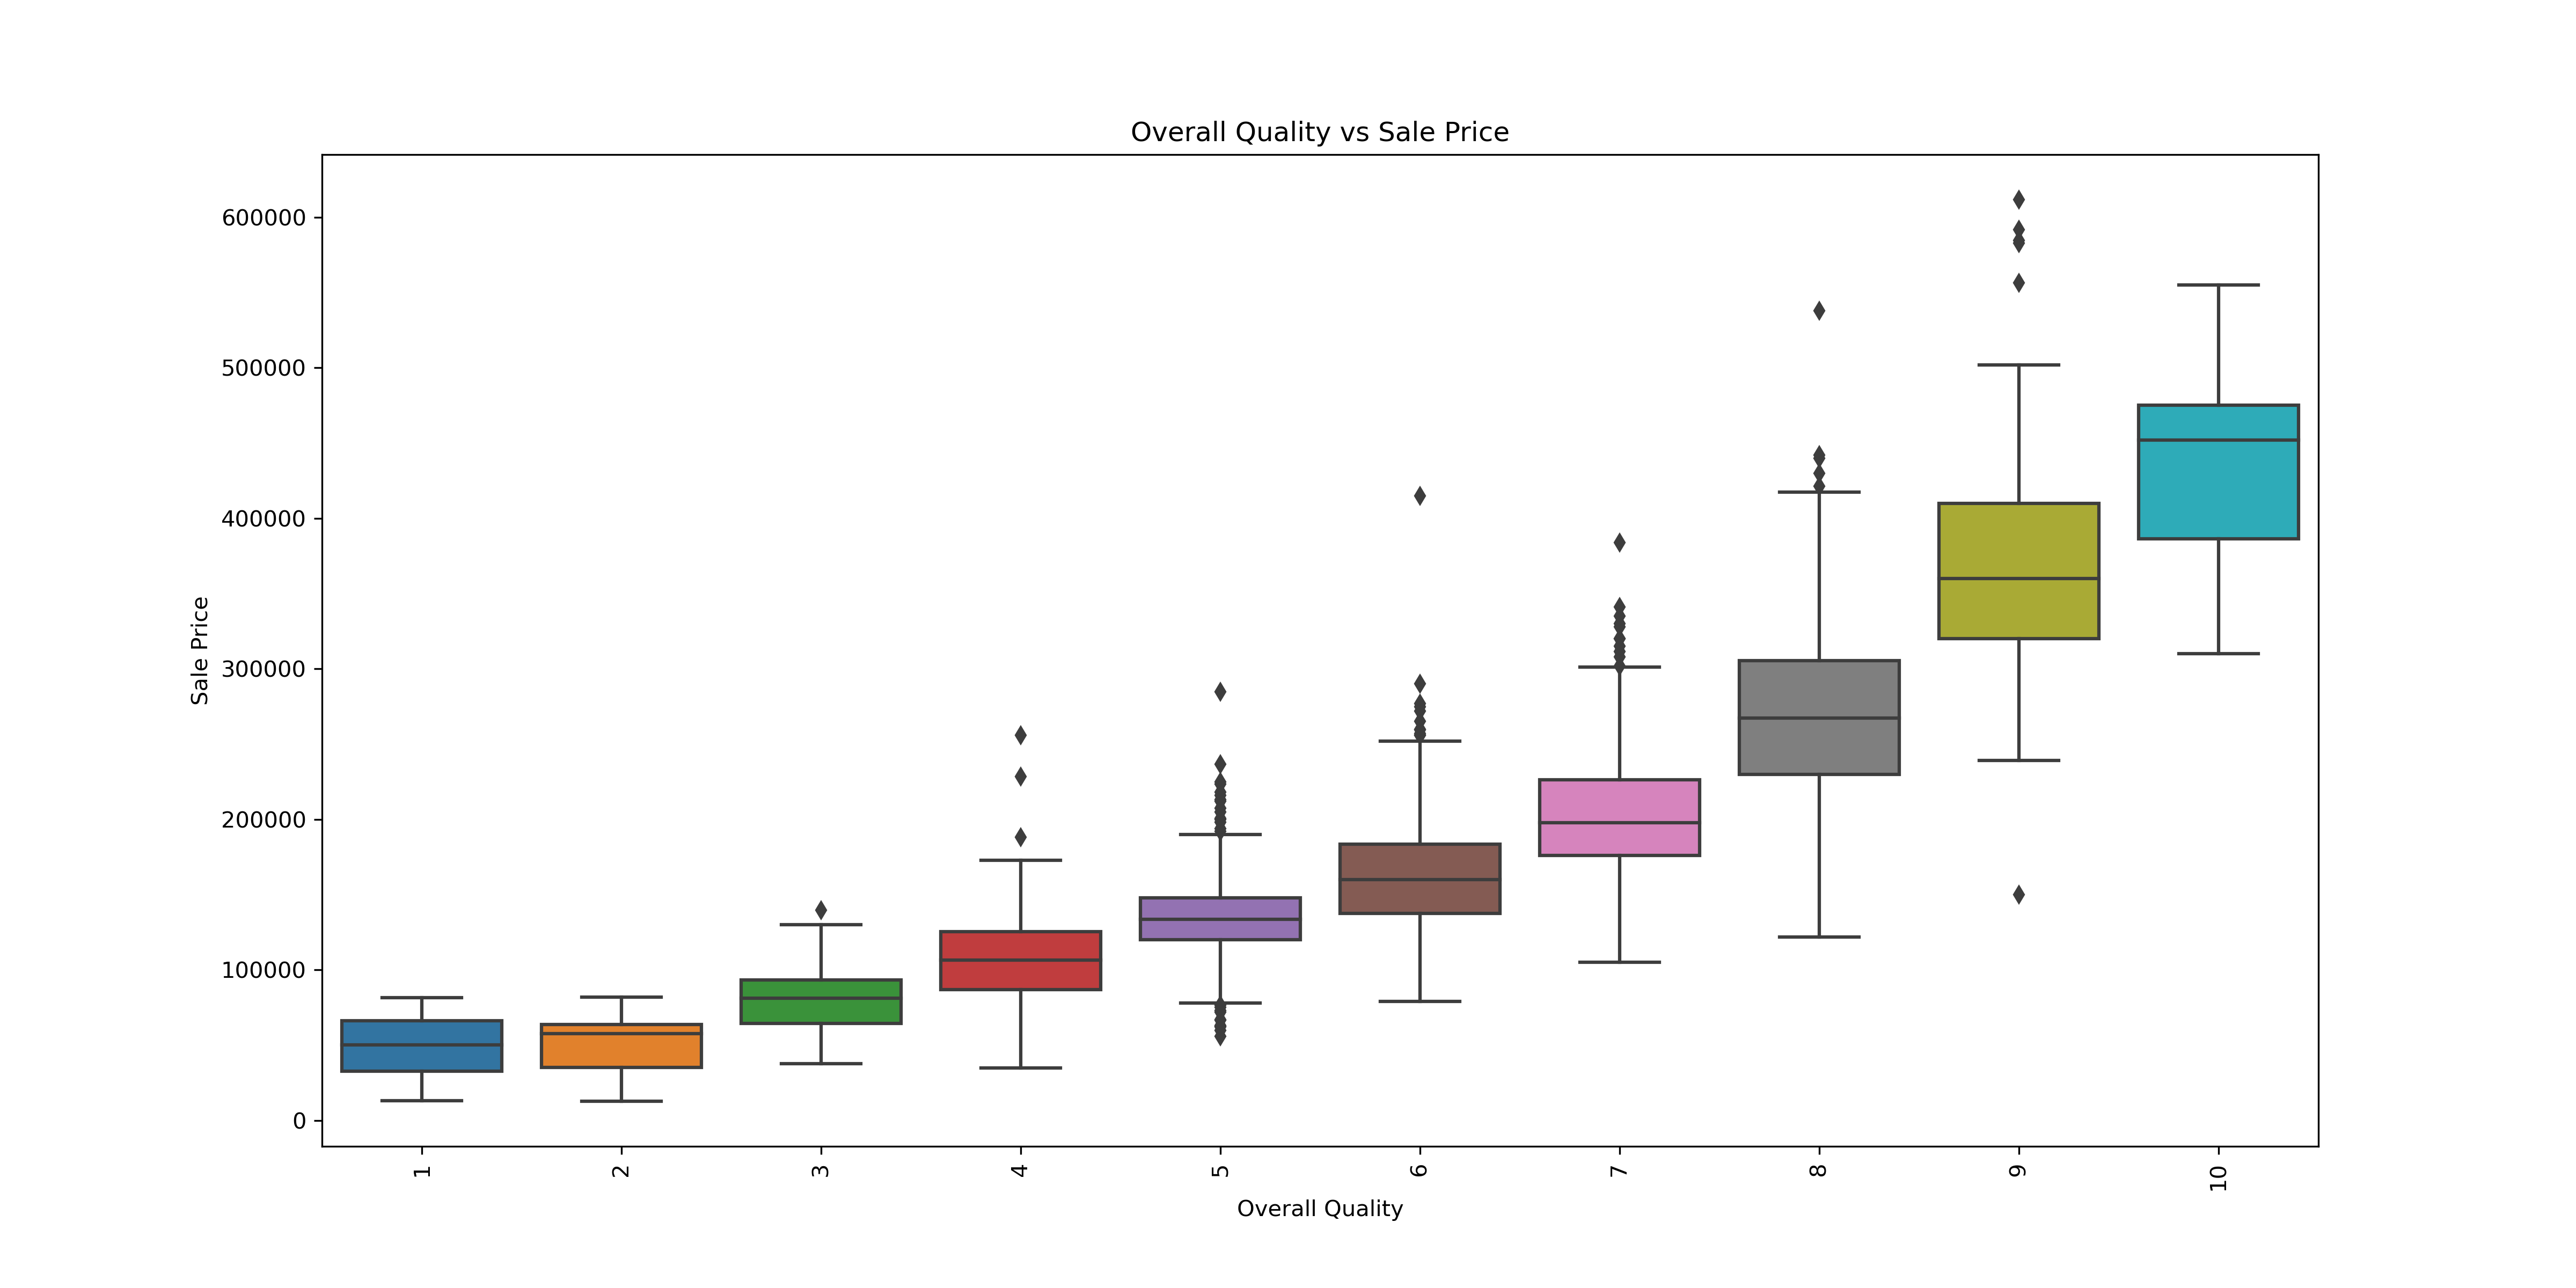 Overall Quality vs Sale Price
Sale Price
600000
500000
400000
300000
200000
100000
0
1 2 3 4 5 6 7 8 9 10
Overall Quality